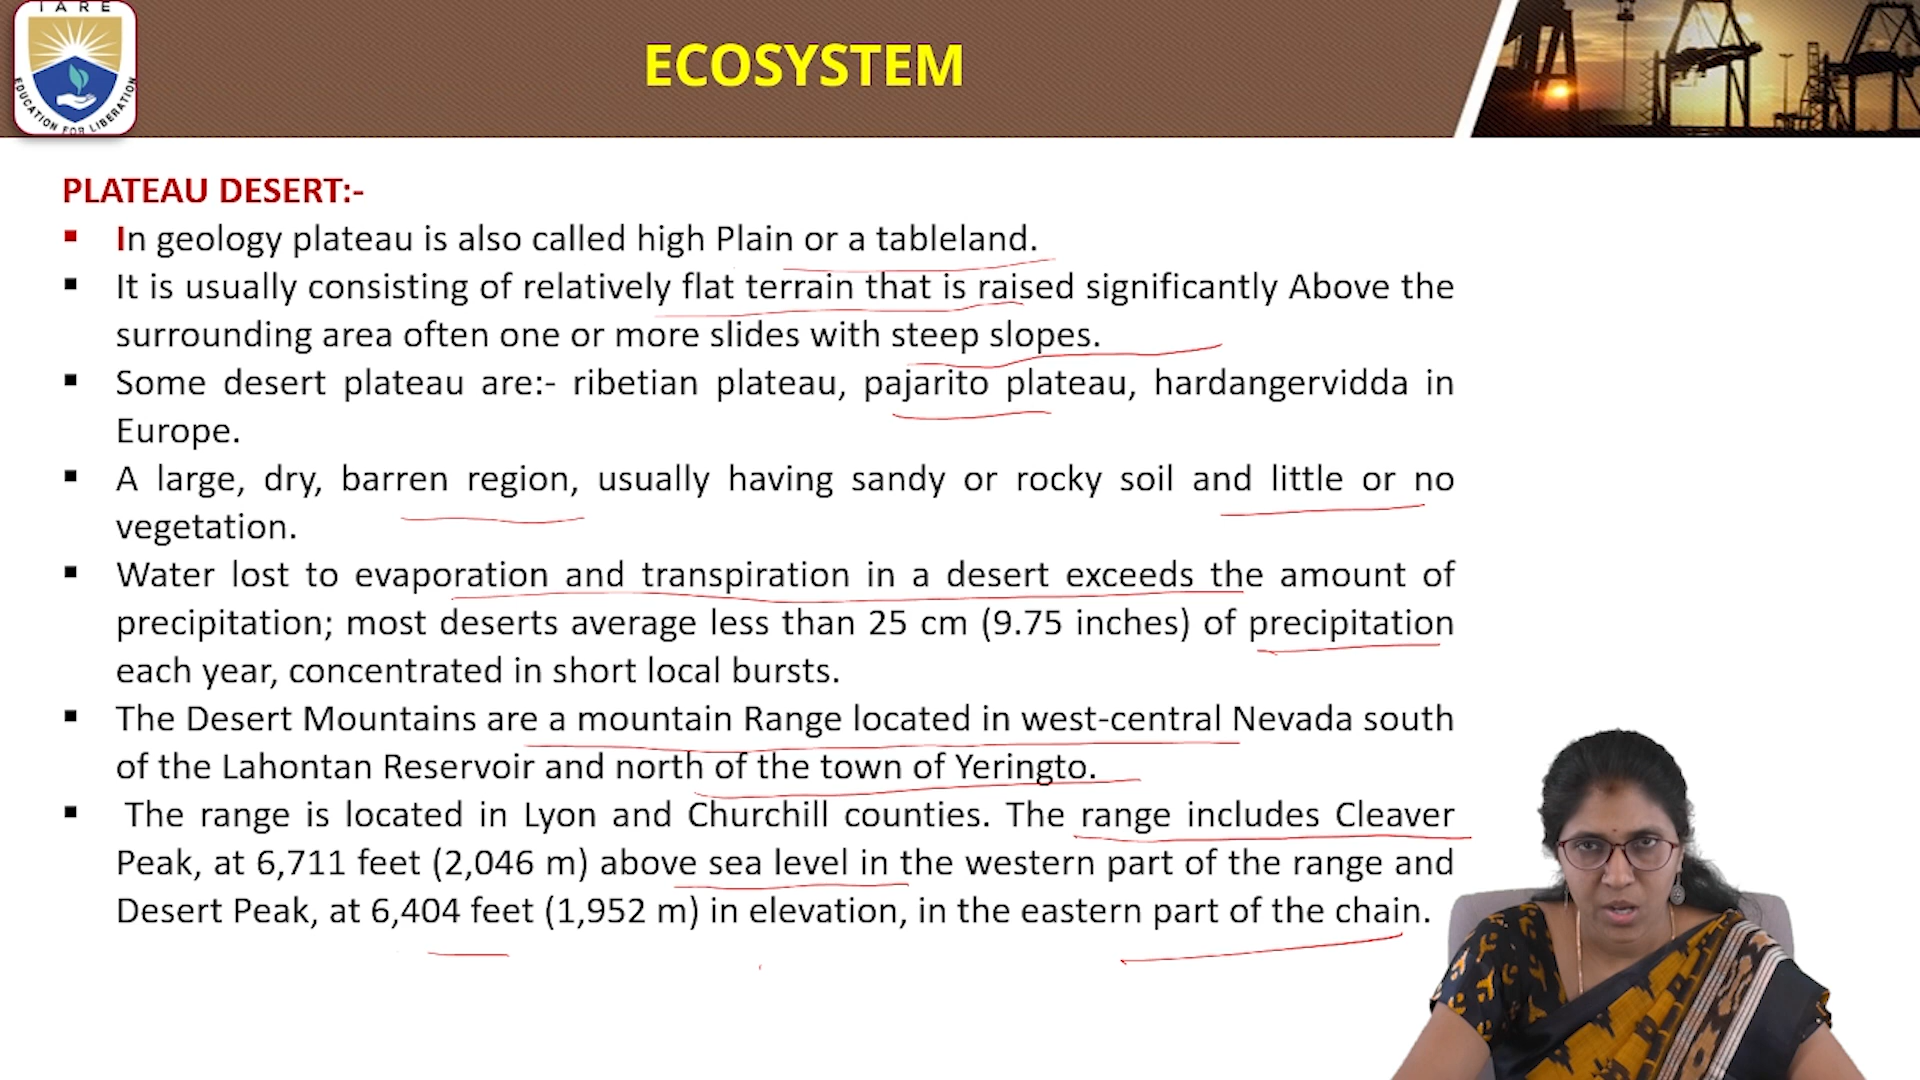 IARE
EDUCATION FOR LIBERATION
ECOSYSTEM
PLATEAU DESERT:-
▪ In geology plateau is also called high Plain or a tableland.
▪ It is usually consisting of relatively flat terrain that is raised significantly Above the
surrounding area often one or more slides with steep slopes.
▪ Some desert plateau are:- ribetian plateau, pajarito plateau, hardangervidda in
Europe.
▪ A large, dry, barren region, usually having sandy or rocky soil and little or no
vegetation.
▪ Water lost to evaporation and transpiration in a desert exceeds the amount of
precipitation; most deserts average less than 25 cm (9.75 inches) of precipitation
each year, concentrated in short local bursts.
▪ The Desert Mountains are a mountain Range located in west-central Nevada south
of the Lahontan Reservoir and north of the town of Yeringto.
▪ The range is located in Lyon and Churchill counties. The range includes Cleaver
Peak, at 6,711 feet (2,046 m) above sea level in the western part of the range and
Desert Peak, at 6,404 feet (1,952 m) in elevation, in the eastern part of the chain.